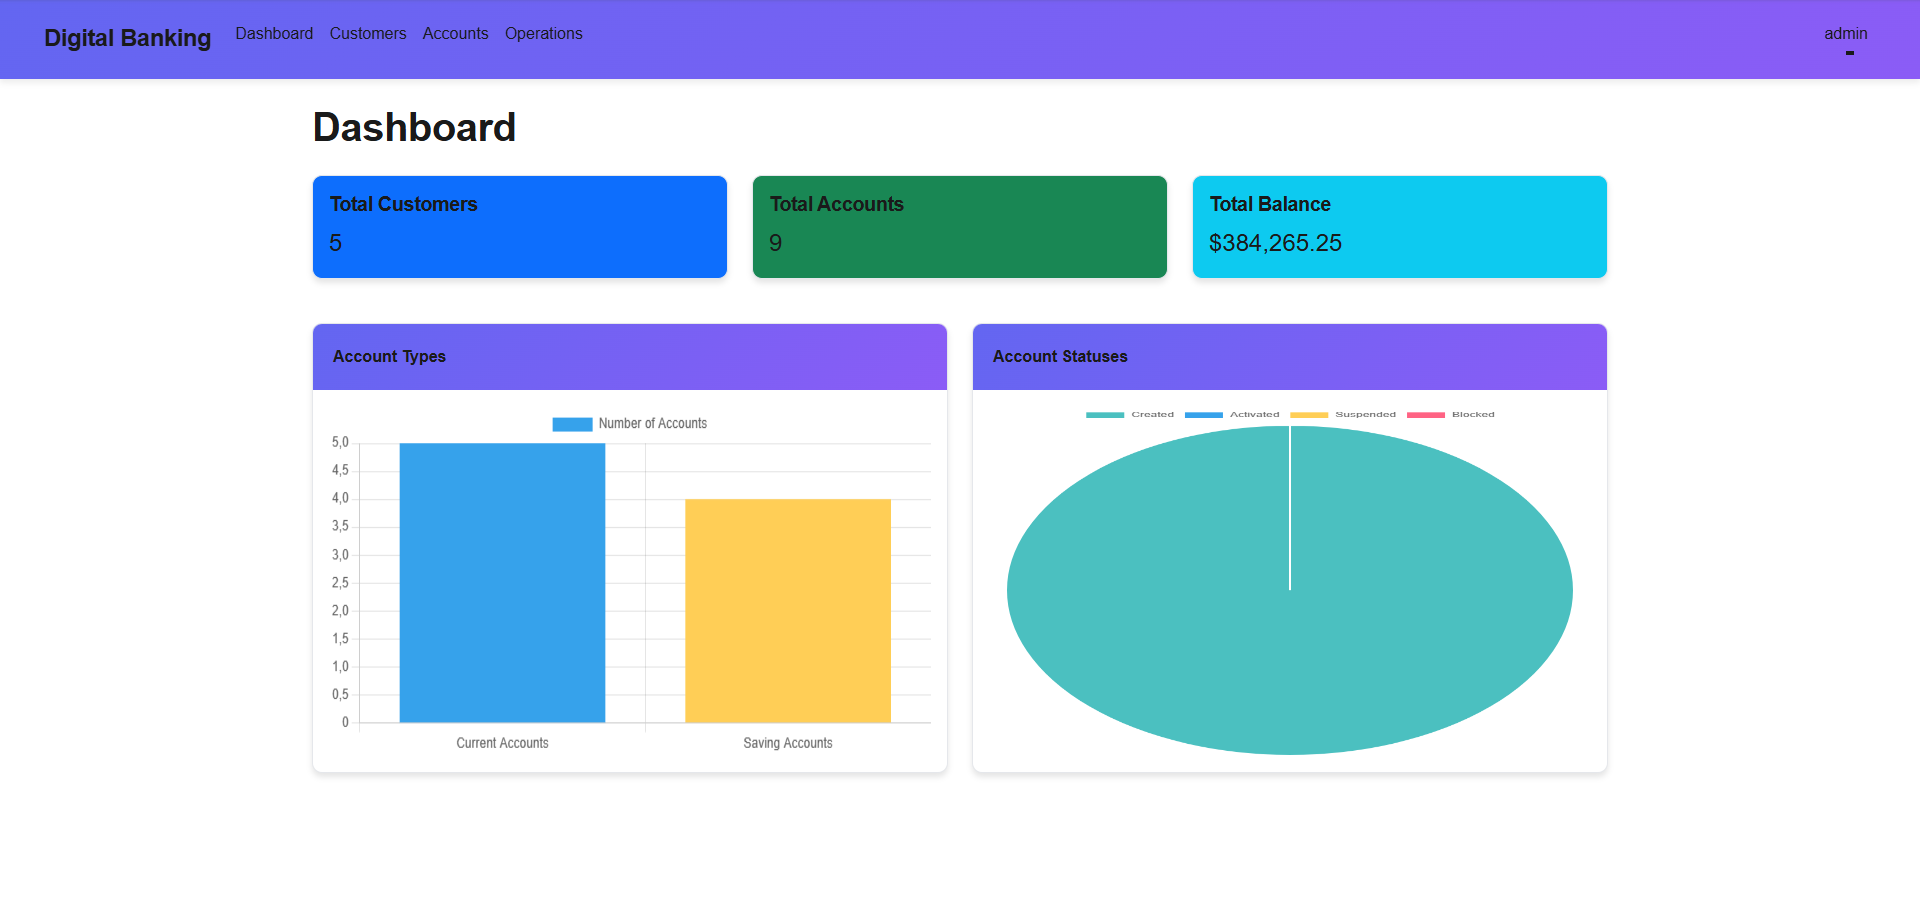 Digital Banking Dashboard Customers Accounts Operations admin
Dashboard
Total Customers
5
Total Accounts
9
Total Balance
$384,265.25
Account Types
Number of Accounts
5,0
4,5
4,0
3,5
3,0
2,5
2,0
1,5
1,0
0,5
0
Current Accounts Saving Accounts
Account Statuses
Created Activated Suspended Blocked